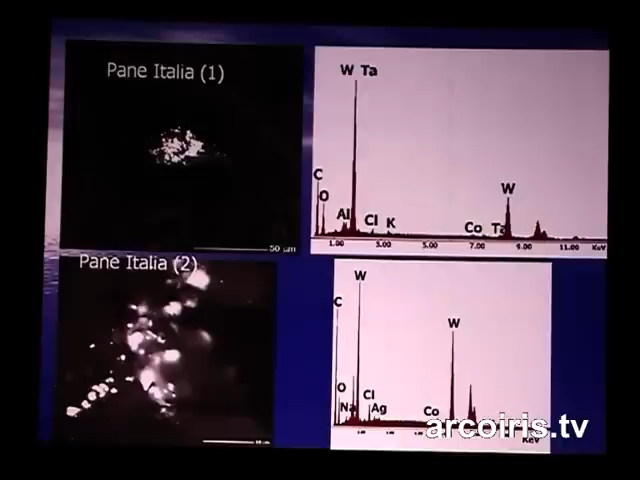 Pane Italia (1)
50 µm
W Ta
C
O
Al
Cl
K
Co
Ta
W
1.00 3.00 5.00 7.00 9.00 11.00 KeV
Pane Italia (2)
W
C
O
Na
Cl
Ag
Co
W
KeV
arcoiris.tv